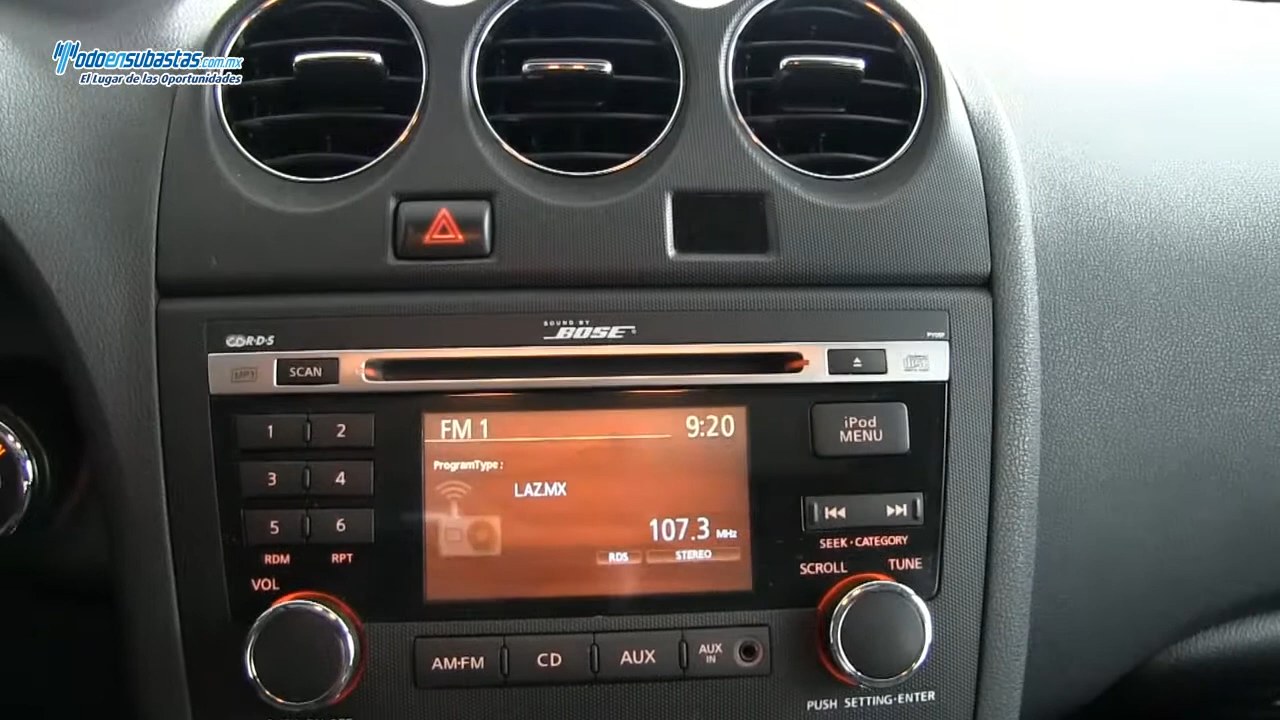 todoensubastas.com.mx
El Lugar de las Oportunidades
SOUND BY
BOSE
CD R·D·S
MP3
SCAN
FM 1
9:20
ProgramType :
LAZ.MX
107.3 MHz
RDS
STEREO
1
2
3
4
5
6
RDM
RPT
iPod
MENU
SEEK·CATEGORY
SCROLL
TUNE
VOL
AM·FM
CD
AUX
AUX
IN
PUSH SETTING·ENTER